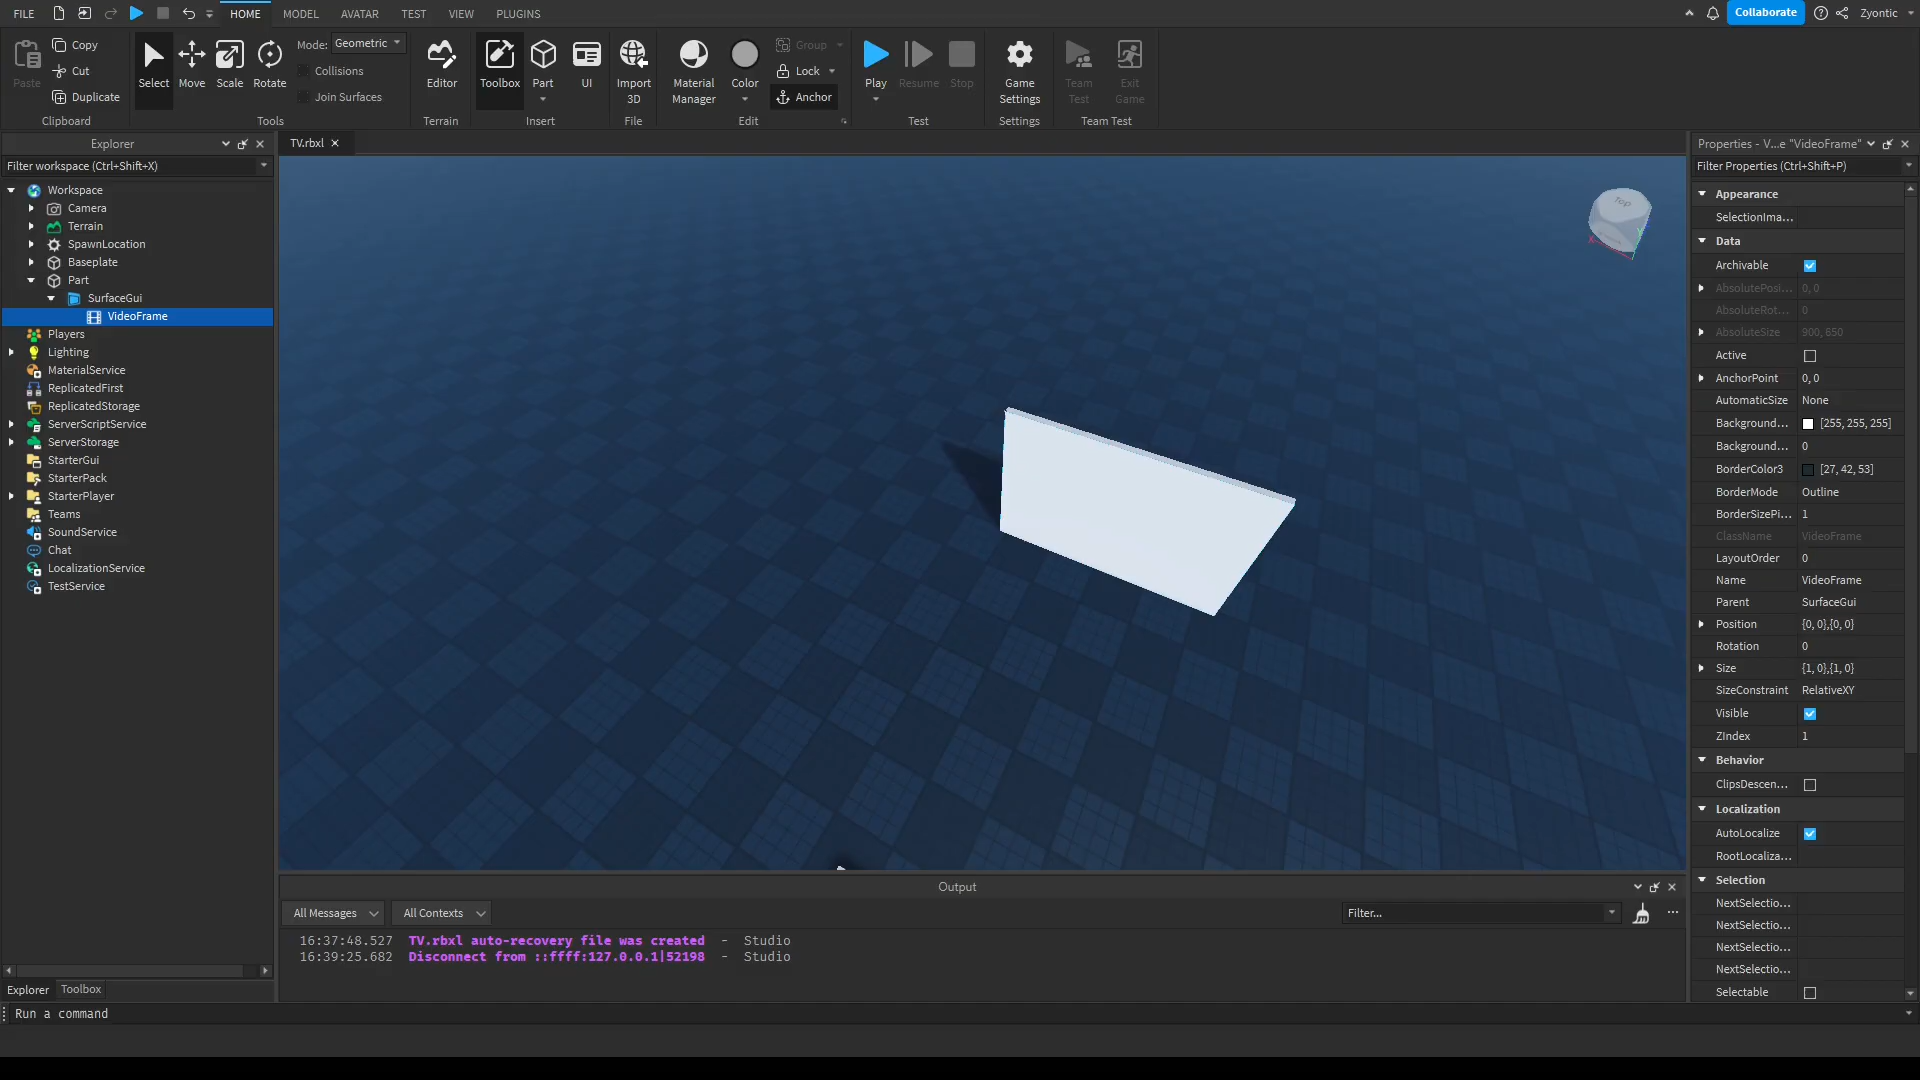 FILE HOME MODEL AVATAR TEST VIEW PLUGINS Collaborate Zyontic
Paste Copy Cut Duplicate Clipboard
Select Move Scale Rotate Mode: Geometric Collisions Join Surfaces Tools
Editor Terrain
Toolbox Part UI Insert
Import 3D File
Material Manager Color Group Lock Anchor Edit
Play Resume Stop Test
Game Settings Settings
Team Test Exit Game Team Test
Explorer
Filter workspace (Ctrl+Shift+X)
Workspace
Camera
Terrain
SpawnLocation
Baseplate
Part
SurfaceGui
VideoFrame
Players
Lighting
MaterialService
ReplicatedFirst
ReplicatedStorage
ServerScriptService
ServerStorage
StarterGui
StarterPack
StarterPlayer
Teams
SoundService
Chat
LocalizationService
TestService
Explorer Toolbox
TV.rbxl
Top
X
Y
Output
All Messages All Contexts Filter...
16:37:48.527 TV.rbxl auto-recovery file was created - Studio
16:39:25.682 Disconnect from ::ffff:127.0.0.1|52198 - Studio
Run a command
Properties - V...e "VideoFrame"
Filter Properties (Ctrl+Shift+P)
Appearance
SelectionIma...
Data
Archivable
AbsolutePosi... 0, 0
AbsoluteRot... 0
AbsoluteSize 900, 650
Active
AnchorPoint 0, 0
AutomaticSize None
Background... [255, 255, 255]
Background... 0
BorderColor3 [27, 42, 53]
BorderMode Outline
BorderSizePi... 1
ClassName VideoFrame
LayoutOrder 0
Name VideoFrame
Parent SurfaceGui
Position {0, 0},{0, 0}
Rotation 0
Size {1, 0},{1, 0}
SizeConstraint RelativeXY
Visible
ZIndex 1
Behavior
ClipsDescen...
Localization
AutoLocalize
RootLocaliza...
Selection
NextSelectio...
NextSelectio...
NextSelectio...
NextSelectio...
Selectable